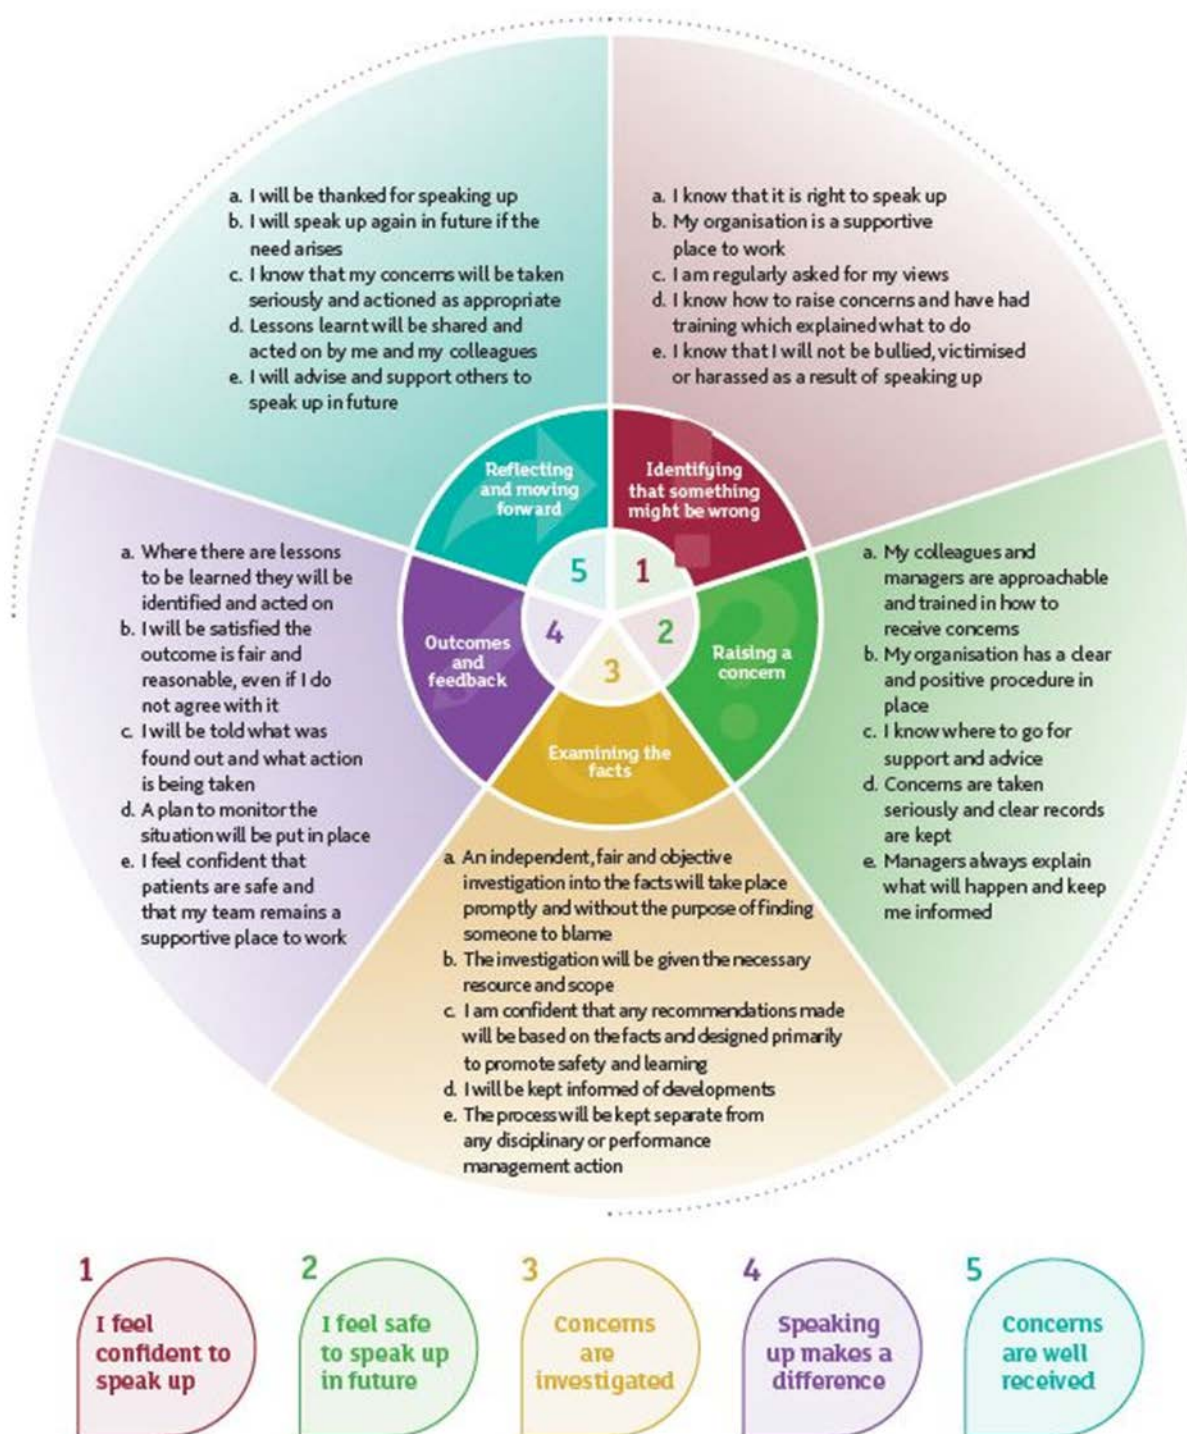 a. I will be thanked for speaking up
b. I will speak up again in future if the
need arises
c. I know that my concerns will be taken
seriously and actioned as appropriate
d. Lessons learnt will be shared and
acted on by me and my colleagues
e. I will advise and support others to
speak up in future
a. I know that it is right to speak up
b. My organisation is a supportive
place to work
c. I am regularly asked for my views
d. I know how to raise concerns and have had
training which explained what to do
e. I know that I will not be bullied, victimised
or harassed as a result of speaking up
Reflecting
and moving
forward
Identifying
that something
might be wrong
5
1
4
2
3
Outcomes
and
feedback
Raising a
concern
Examining the
facts
a. Where there are lessons
to be learned they will be
identified and acted on
b. I will be satisfied the
outcome is fair and
reasonable, even if I do
not agree with it
c. I will be told what was
found out and what action
is being taken
d. A plan to monitor the
situation will be put in place
e. I feel confident that
patients are safe and
that my team remains a
supportive place to work
a. My colleagues and
managers are approachable
and trained in how to
receive concerns
b. My organisation has a clear
and positive procedure in
place
c. I know where to go for
support and advice
d. Concerns are taken
seriously and clear records
are kept
e. Managers always explain
what will happen and keep
me informed
a. An independent, fair and objective
investigation into the facts will take place
promptly and without the purpose of finding
someone to blame
b. The investigation will be given the necessary
resource and scope
c. I am confident that any recommendations made
will be based on the facts and designed primarily
to promote safety and learning
d. I will be kept informed of developments
e. The process will be kept separate from
any disciplinary or performance
management action
1
I feel
confident to
speak up
2
I feel safe
to speak up
in future
3
Concerns
are
investigated
4
Speaking
up makes a
difference
5
Concerns
are well
received